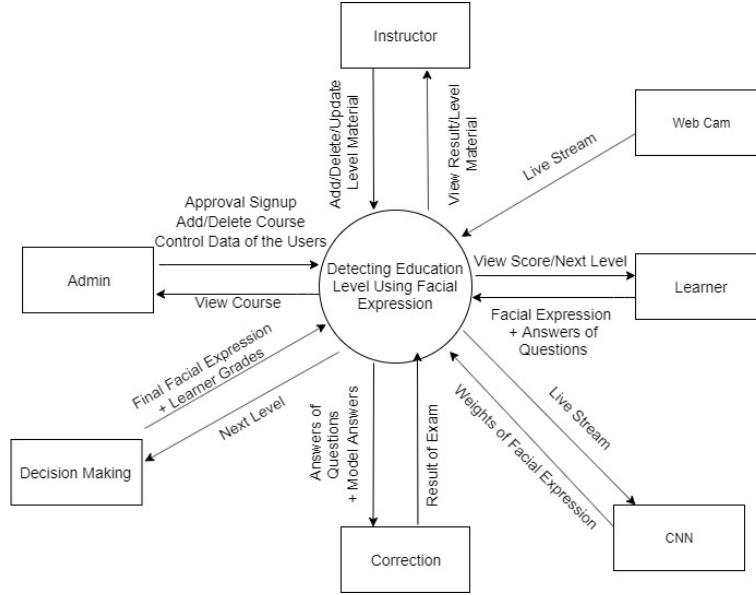 Instructor
Add/Delete/Update
Level Material
View Result/Level
Material
Web Cam
Live Stream
Approval Signup
Add/Delete Course
Control Data of the Users
Admin
View Course
Detecting Education
Level Using Facial
Expression
View Score/Next Level
Learner
Facial Expression
+ Answers of
Questions
Final Facial Expression
+ Learner Grades
Next Level
Decision Making
Answers of
Questions
+ Model Answers
Result of Exam
Weights of Facial Expression
Live Stream
Correction
CNN